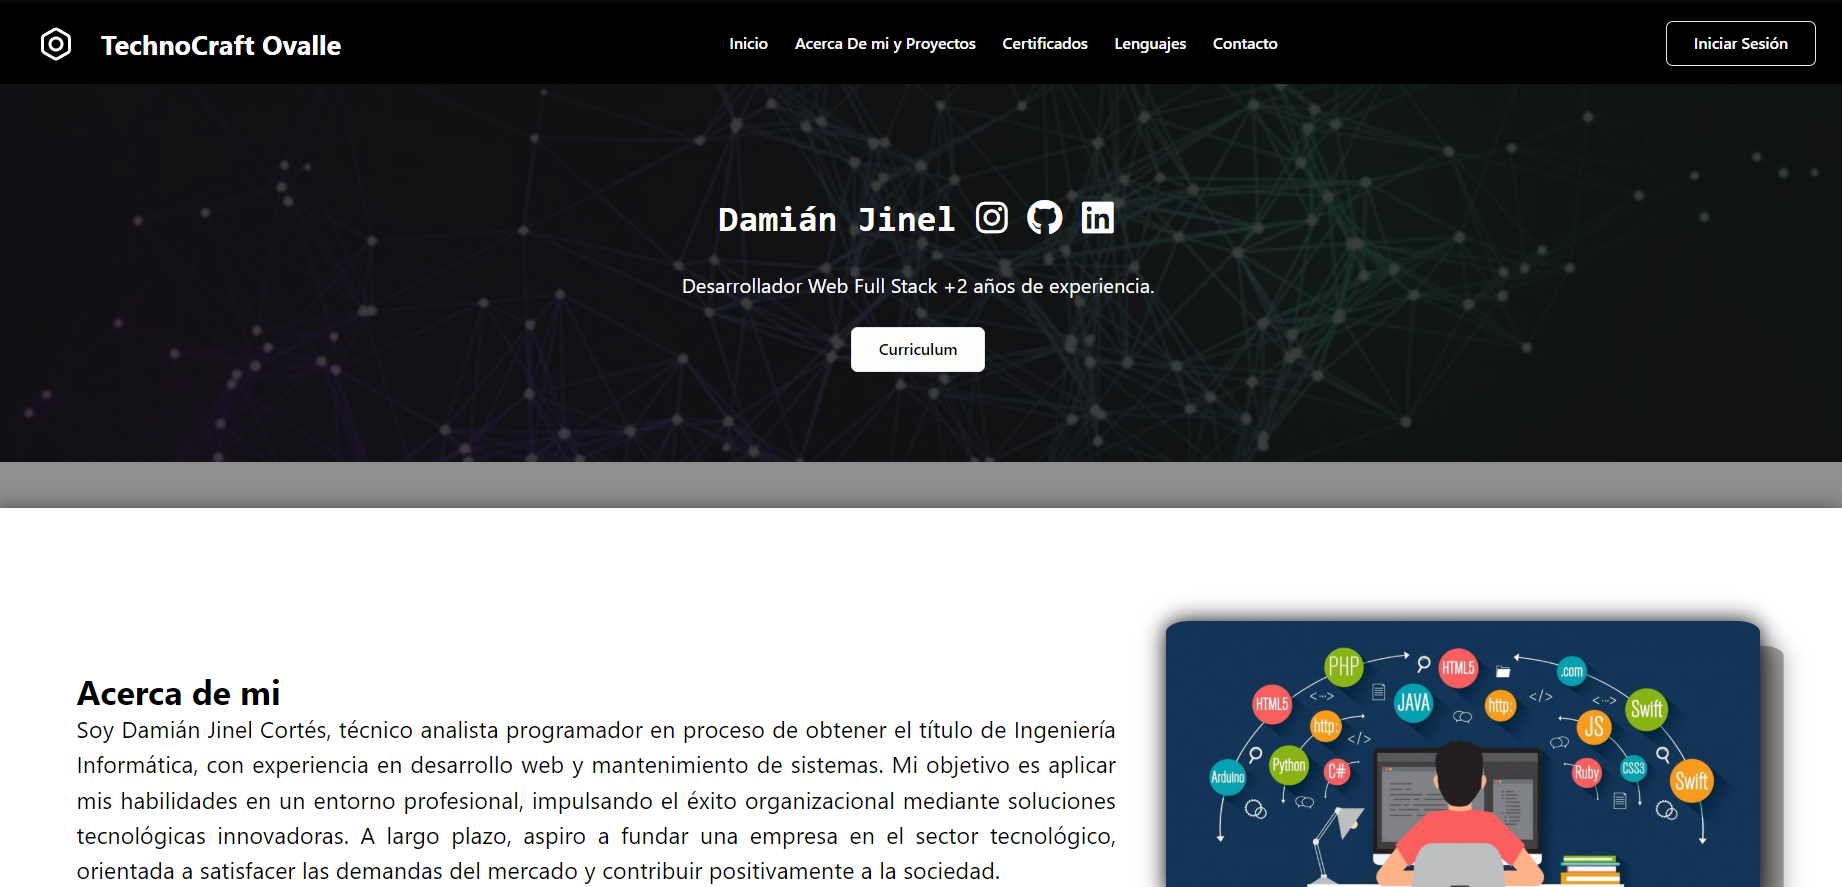 TechnoCraft Ovalle
Inicio
Acerca De mi y Proyectos
Certificados
Lenguajes
Contacto
Iniciar Sesión
Damián Jinel
Desarrollador Web Full Stack +2 años de experiencia.
Curriculum
Acerca de mi
Soy Damián Jinel Cortés, técnico analista programador en proceso de obtener el título de Ingeniería
Informática, con experiencia en desarrollo web y mantenimiento de sistemas. Mi objetivo es aplicar
mis habilidades en un entorno profesional, impulsando el éxito organizacional mediante soluciones
tecnológicas innovadoras. A largo plazo, aspiro a fundar una empresa en el sector tecnológico,
orientada a satisfacer las demandas del mercado y contribuir positivamente a la sociedad.
PHP
HTML5
.com
HTML5
JAVA
http:
Swift
http:
JS
Arduino
Python
C#
Ruby
CSS3
Swift